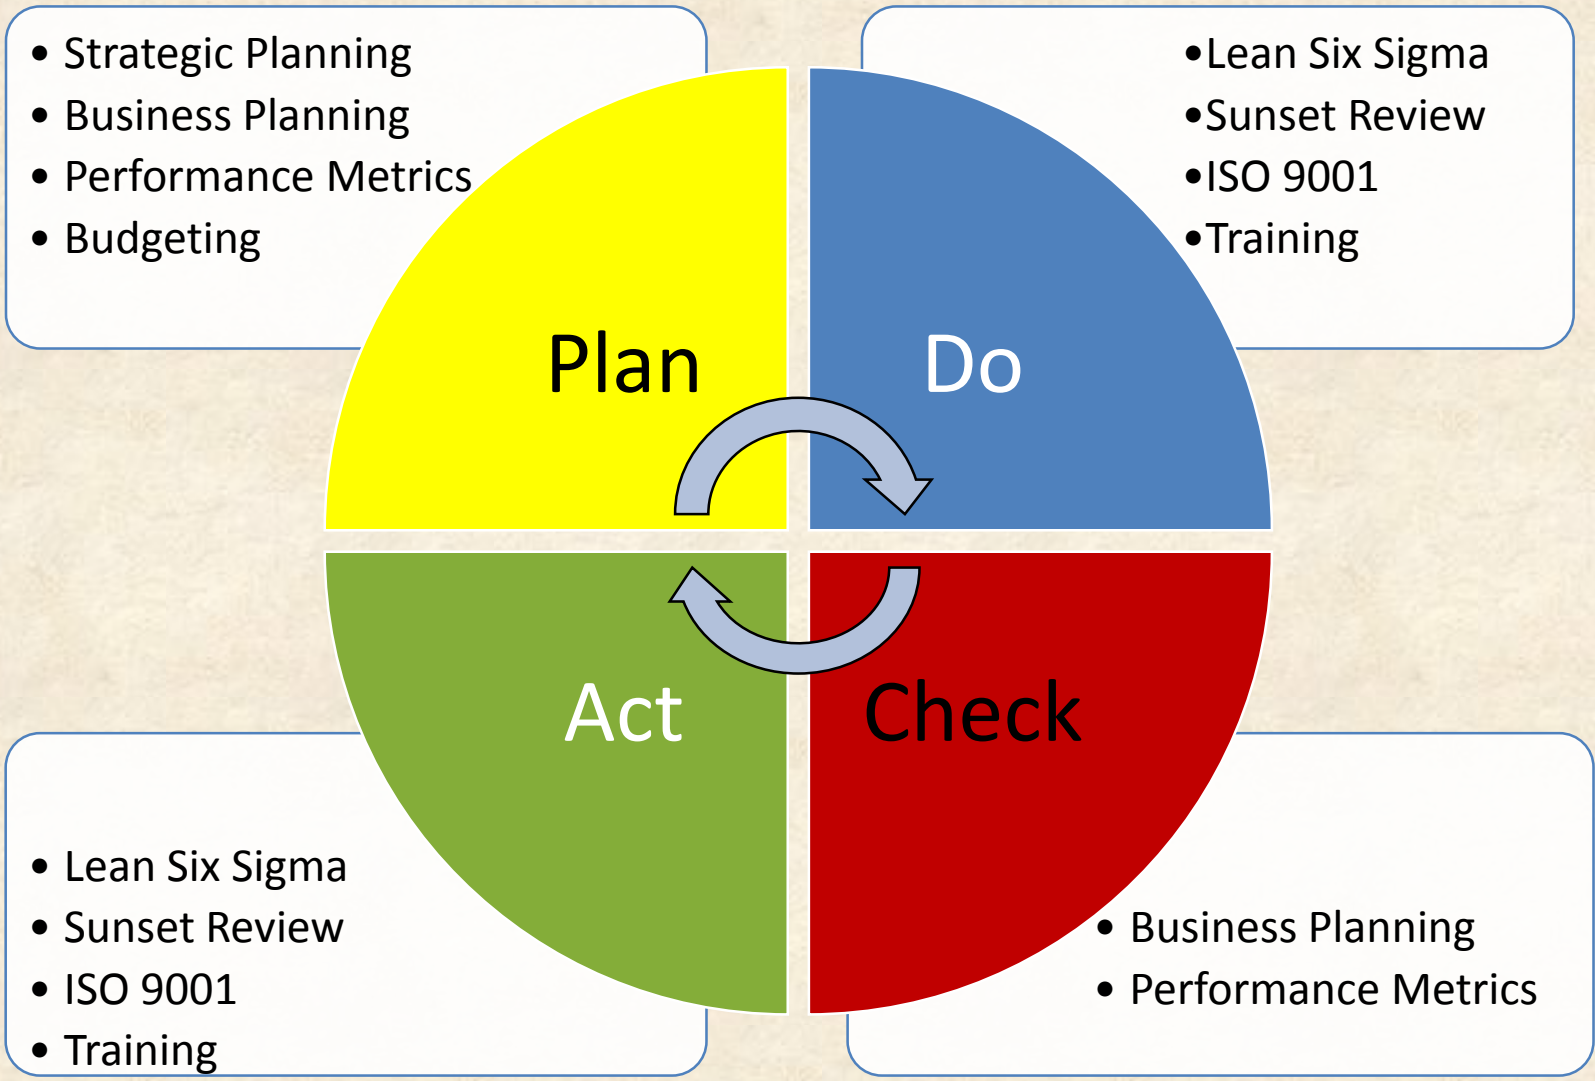 • Strategic Planning
• Business Planning
• Performance Metrics
• Budgeting
•Lean Six Sigma
•Sunset Review
•ISO 9001
•Training
Plan
Do
Act
Check
• Lean Six Sigma
• Sunset Review
• ISO 9001
• Training
• Business Planning
• Performance Metrics